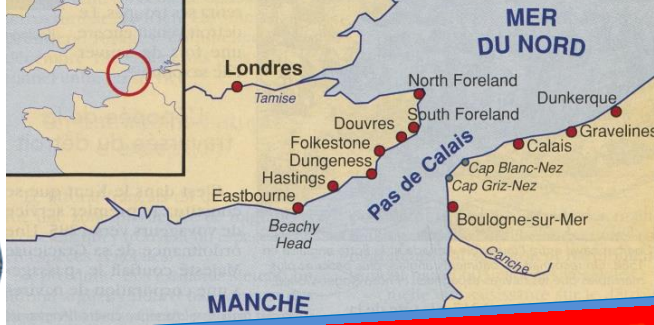 MER
DU NORD
Londres
Tamise
North Foreland
Dunkerque
Douvres
South Foreland
Gravelines
Folkestone
Calais
Dungeness
Pas de Calais
Cap Blanc-Nez
Hastings
Cap Griz-Nez
Eastbourne
Boulogne-sur-Mer
Beachy
Head
Canche
MANCHE